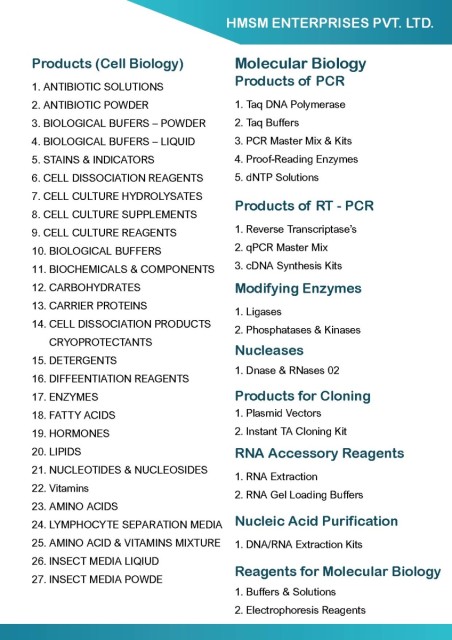 HMSM ENTERPRISES PVT. LTD.
Products (Cell Biology)
1. ANTIBIOTIC SOLUTIONS
2. ANTIBIOTIC POWDER
3. BIOLOGICAL BUFERS – POWDER
4. BIOLOGICAL BUFERS – LIQUID
5. STAINS & INDICATORS
6. CELL DISSOCIATION REAGENTS
7. CELL CULTURE HYDROLYSATES
8. CELL CULTURE SUPPLEMENTS
9. CELL CULTURE REAGENTS
10. BIOLOGICAL BUFFERS
11. BIOCHEMICALS & COMPONENTS
12. CARBOHYDRATES
13. CARRIER PROTEINS
14. CELL DISSOCIATION PRODUCTS
CRYOPROTECTANTS
15. DETERGENTS
16. DIFFEENTIATION REAGENTS
17. ENZYMES
18. FATTY ACIDS
19. HORMONES
20. LIPIDS
21. NUCLEOTIDES & NUCLEOSIDES
22. Vitamins
23. AMINO ACIDS
24. LYMPHOCYTE SEPARATION MEDIA
25. AMINO ACID & VITAMINS MIXTURE
26. INSECT MEDIA LIQIUD
27. INSECT MEDIA POWDE
Molecular Biology
Products of PCR
1. Taq DNA Polymerase
2. Taq Buffers
3. PCR Master Mix & Kits
4. Proof-Reading Enzymes
5. dNTP Solutions
Products of RT - PCR
1. Reverse Transcriptase's
2. qPCR Master Mix
3. cDNA Synthesis Kits
Modifying Enzymes
1. Ligases
2. Phosphatases & Kinases
Nucleases
1. Dnase & RNases 02
Products for Cloning
1. Plasmid Vectors
2. Instant TA Cloning Kit
RNA Accessory Reagents
1. RNA Extraction
2. RNA Gel Loading Buffers
Nucleic Acid Purification
1. DNA/RNA Extraction Kits
Reagents for Molecular Biology
1. Buffers & Solutions
2. Electrophoresis Reagents